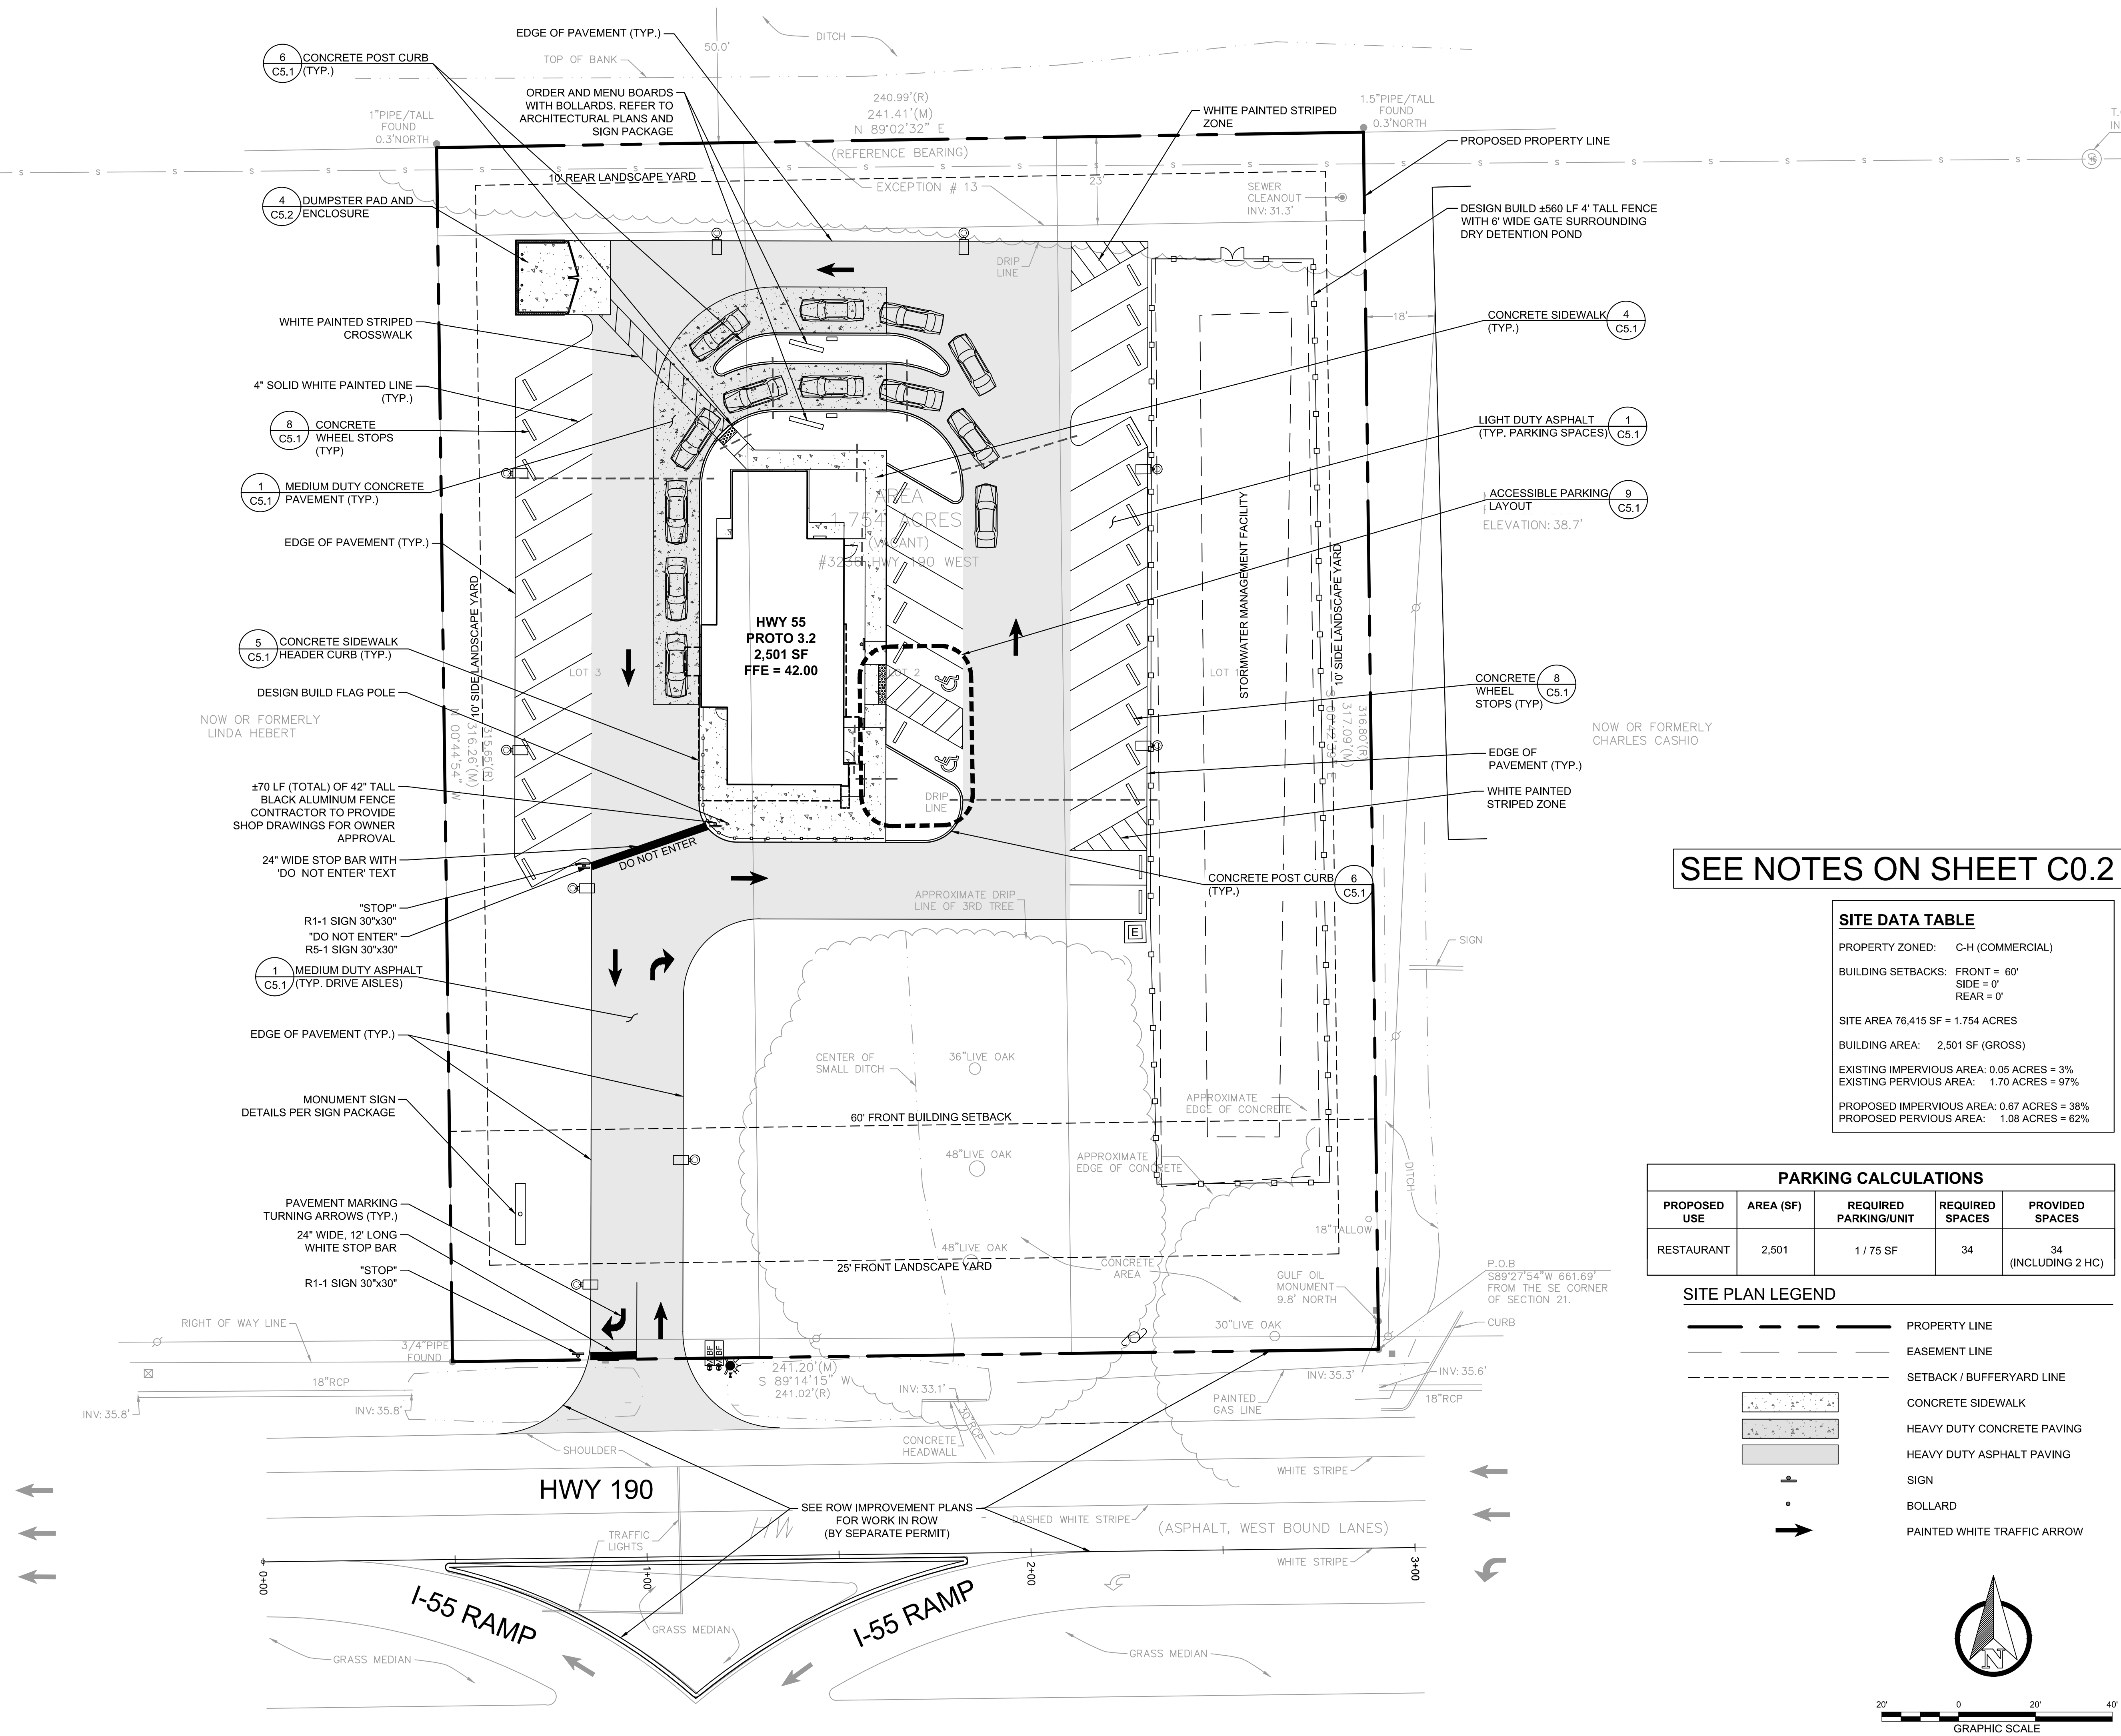 EDGE OF PAVEMENT (TYP.)
DITCH
50.0'
TOP OF BANK
6
C5.1
CONCRETE POST CURB
(TYP.)
ORDER AND MENU BOARDS
WITH BOLLARDS. REFER TO
ARCHITECTURAL PLANS AND
SIGN PACKAGE
1"PIPE/TALL
FOUND
0.3'NORTH
240.99'(R)
241.41'(M)
N 89°02'32" E
(REFERENCE BEARING)
WHITE PAINTED STRIPED
ZONE
1.5"PIPE/TALL
FOUND
0.3'NORTH
PROPOSED PROPERTY LINE
10' REAR LANDSCAPE YARD
EXCEPTION # 13
23'
SEWER
CLEANOUT
INV: 31.3'
4
C5.2
DUMPSTER PAD AND
ENCLOSURE
DESIGN BUILD ±560 LF 4' TALL FENCE
WITH 6' WIDE GATE SURROUNDING
DRY DETENTION POND
DRIP
LINE
18'
WHITE PAINTED STRIPED
CROSSWALK
CONCRETE SIDEWALK
(TYP.)
4
C5.1
4" SOLID WHITE PAINTED LINE
(TYP.)
8
C5.1
CONCRETE
WHEEL STOPS
(TYP)
LIGHT DUTY ASPHALT
(TYP. PARKING SPACES)
1
C5.1
1
C5.1
MEDIUM DUTY CONCRETE
PAVEMENT (TYP.)
ACCESSIBLE PARKING
LAYOUT
9
C5.1
ELEVATION: 38.7'
AREA
1.754 ACRES
(VACANT)
#3230 HWY 190 WEST
EDGE OF PAVEMENT (TYP.)
STORMWATER MANAGEMENT FACILITY
10' SIDE LANDSCAPE YARD
10' SIDE LANDSCAPE YARD
HWY 55
PROTO 3.2
2,501 SF
FFE = 42.00
5
C5.1
CONCRETE SIDEWALK
HEADER CURB (TYP.)
LOT 3
LOT 2
LOT 1
DESIGN BUILD FLAG POLE
CONCRETE
WHEEL
STOPS (TYP)
8
C5.1
NOW OR FORMERLY
LINDA HEBERT
N 00°44'54" W
316.26'(M)
315.65'(R)
317.09'(M)
316.80'(R)
NOW OR FORMERLY
CHARLES CASHIO
EDGE OF
PAVEMENT (TYP.)
±70 LF (TOTAL) OF 42" TALL
BLACK ALUMINUM FENCE
CONTRACTOR TO PROVIDE
SHOP DRAWINGS FOR OWNER
APPROVAL
DRIP
LINE
WHITE PAINTED
STRIPED ZONE
24" WIDE STOP BAR WITH
'DO NOT ENTER' TEXT
DO NOT ENTER
CONCRETE POST CURB
(TYP.)
6
C5.1
SEE NOTES ON SHEET C0.2
APPROXIMATE DRIP
LINE OF 3RD TREE
"STOP"
R1-1 SIGN 30"x30"
"DO NOT ENTER"
R5-1 SIGN 30"x30"
E
SIGN
1
C5.1
MEDIUM DUTY ASPHALT
(TYP. DRIVE AISLES)
SITE DATA TABLE
PROPERTY ZONED: C-H (COMMERCIAL)
BUILDING SETBACKS: FRONT = 60'
SIDE = 0'
REAR = 0'
SITE AREA 76,415 SF = 1.754 ACRES
BUILDING AREA: 2,501 SF (GROSS)
EXISTING IMPERVIOUS AREA: 0.05 ACRES = 3%
EXISTING PERVIOUS AREA: 1.70 ACRES = 97%
PROPOSED IMPERVIOUS AREA: 0.67 ACRES = 38%
PROPOSED PERVIOUS AREA: 1.08 ACRES = 62%
EDGE OF PAVEMENT (TYP.)
CENTER OF
SMALL DITCH
36"LIVE OAK
APPROXIMATE
EDGE OF CONCRETE
MONUMENT SIGN
DETAILS PER SIGN PACKAGE
60' FRONT BUILDING SETBACK
48"LIVE OAK
APPROXIMATE
EDGE OF CONCRETE
DITCH
PARKING CALCULATIONS
PROPOSED USE AREA (SF) REQUIRED PARKING/UNIT REQUIRED SPACES PROVIDED SPACES
RESTAURANT 2,501 1 / 75 SF 34 34 (INCLUDING 2 HC)
PAVEMENT MARKING
TURNING ARROWS (TYP.)
24" WIDE, 12' LONG
WHITE STOP BAR
"STOP"
R1-1 SIGN 30"x30"
18"TALLOW
48"LIVE OAK
25' FRONT LANDSCAPE YARD
CONCRETE
AREA
GULF OIL
MONUMENT
9.8' NORTH
P.O.B
S89°27'54"W 661.69'
FROM THE SE CORNER
OF SECTION 21.
SITE PLAN LEGEND
PROPERTY LINE
EASEMENT LINE
SETBACK / BUFFERYARD LINE
CONCRETE SIDEWALK
HEAVY DUTY CONCRETE PAVING
HEAVY DUTY ASPHALT PAVING
SIGN
BOLLARD
PAINTED WHITE TRAFFIC ARROW
RIGHT OF WAY LINE
3/4"PIPE
FOUND
30"LIVE OAK
CURB
241.20'(M)
S 89°14'15" W
241.02'(R)
18"RCP
INV: 35.8'
INV: 35.8'
INV: 33.1'
30"RCP
INV: 35.3'
INV: 35.6'
18"RCP
PAINTED
GAS LINE
SHOULDER
CONCRETE
HEADWALL
WHITE STRIPE
HWY 190
SEE ROW IMPROVEMENT PLANS
FOR WORK IN ROW
(BY SEPARATE PERMIT)
DASHED WHITE STRIPE
(ASPHALT, WEST BOUND LANES)
TRAFFIC
LIGHTS
WHITE STRIPE
0+00
1+00
2+00
3+00
I-55 RAMP
I-55 RAMP
GRASS MEDIAN
GRASS MEDIAN
GRASS MEDIAN
N
20' 0 20' 40'
GRAPHIC SCALE